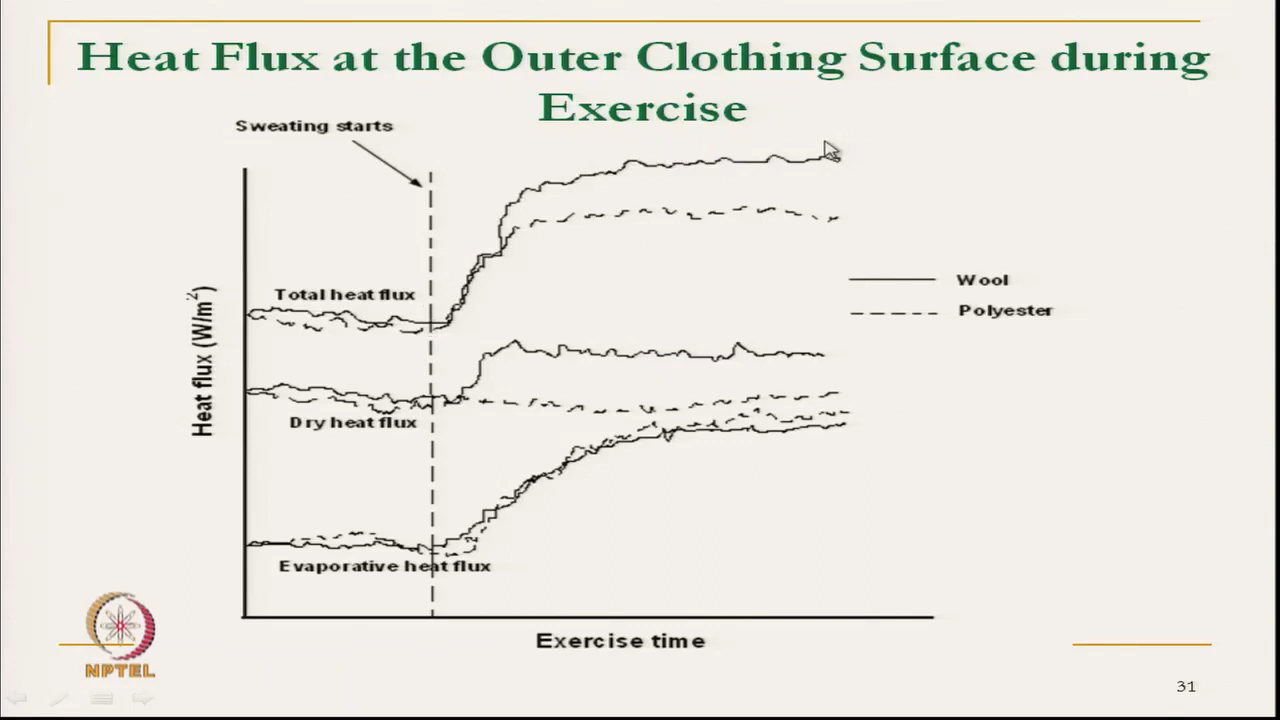 Heat Flux at the Outer Clothing Surface during
Exercise
Sweating starts
Total heat flux
Heat flux (W/m²)
Wool
Polyester
Dry heat flux
Evaporative heat flux
Exercise time
NPTEL
31